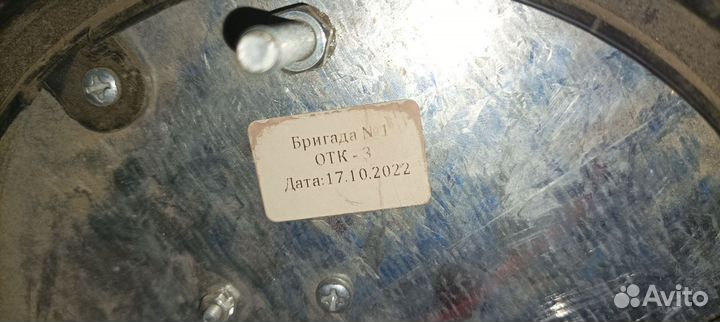 Бригада №1
ОТК - 3
Дата:17.10.2022
Avito